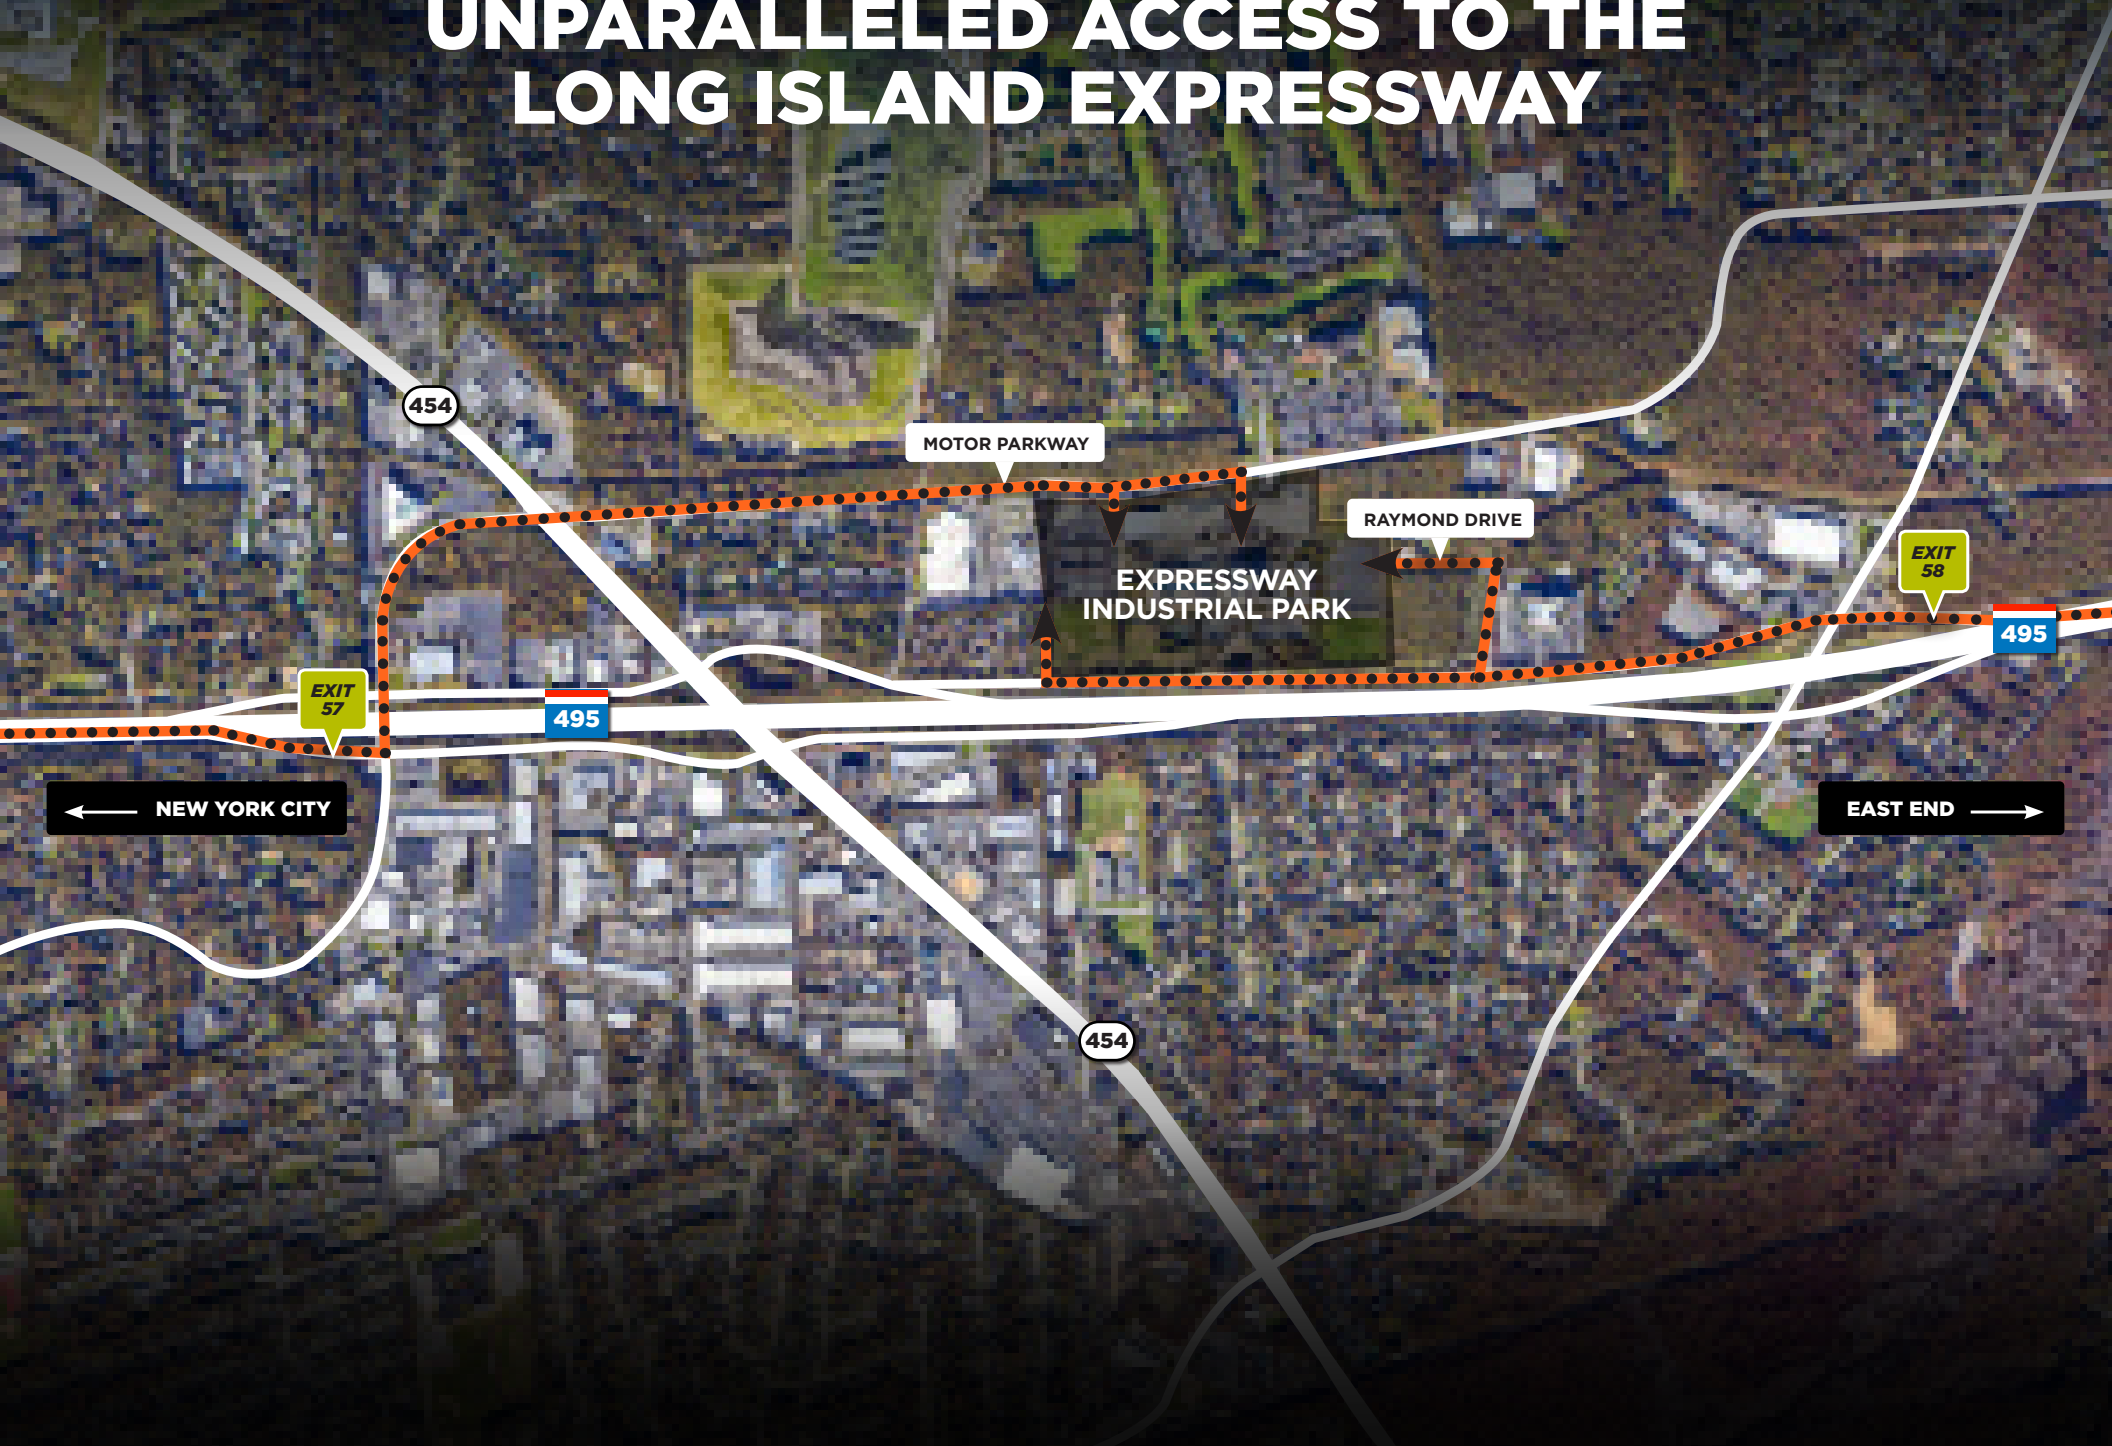 UNPARALLELED ACCESS TO THE
LONG ISLAND EXPRESSWAY
454
MOTOR PARKWAY
RAYMOND DRIVE
EXIT
58
EXPRESSWAY
INDUSTRIAL PARK
495
EXIT
57
495
NEW YORK CITY
EAST END
454